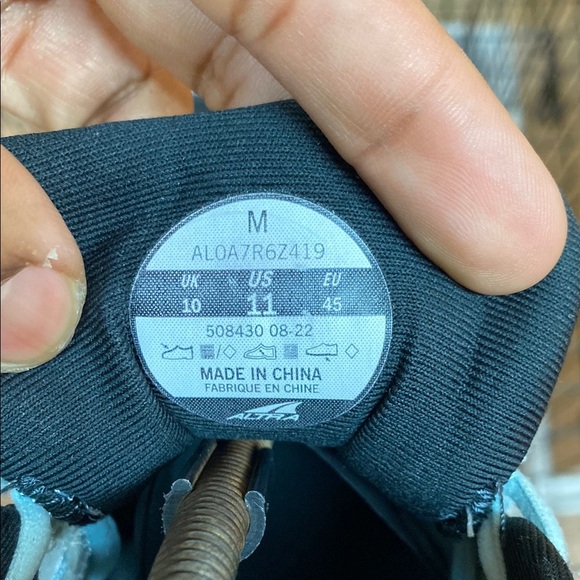 M
AL0A7R6Z419
UK US EU
10 11 45
508430 08-22
MADE IN CHINA
FABRIQUE EN CHINE
ALTRA